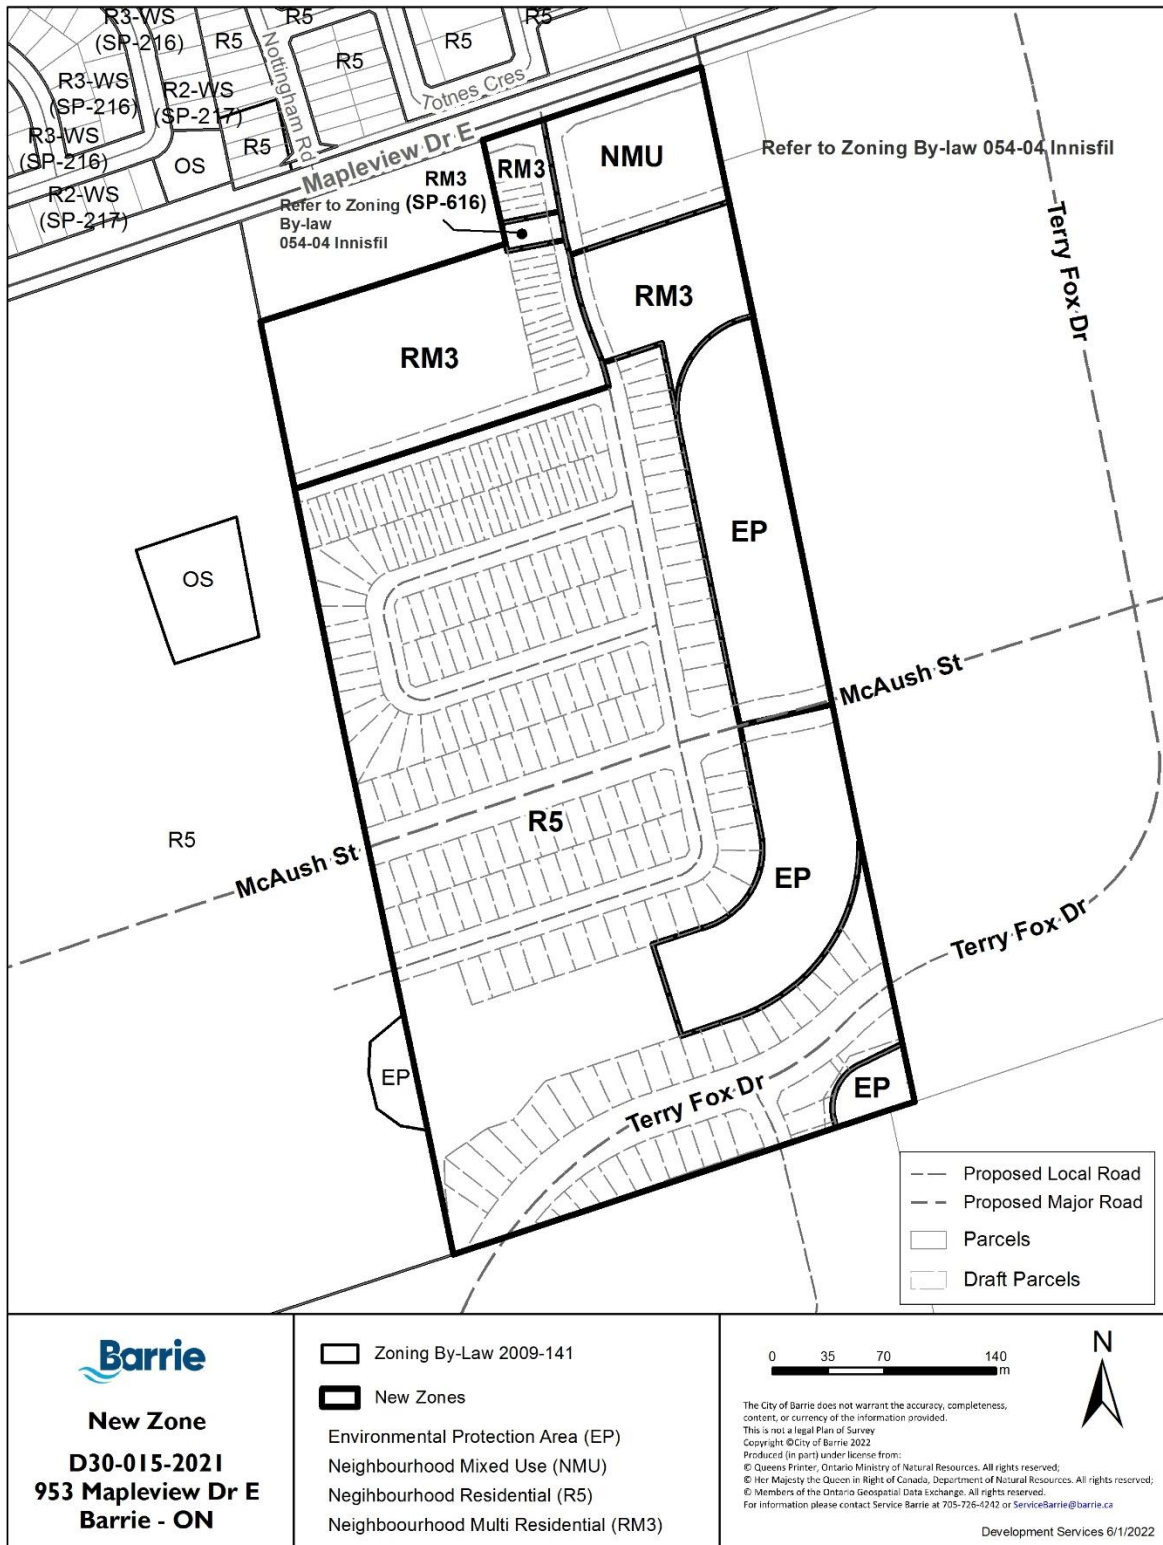 R3-WS
(SP-216)
R5
R5
R5
R5
R5
Nottingham Rd
Totnes Cres
R3-WS
(SP-216)
R2-WS
(SP-217)
R3-WS
(SP-216)
R5
OS
R2-WS
(SP-217)
Mapleview Dr E
RM3
NMU
Refer to Zoning By-law 054-04 Innisfil
RM3
(SP-616)
Refer to Zoning
By-law
054-04 Innisfil
Terry Fox Dr
RM3
RM3
EP
OS
McAush St
R5
R5
McAush St
EP
Terry Fox Dr
EP
Terry Fox Dr
EP
Proposed Local Road
Proposed Major Road
Parcels
Draft Parcels
Barrie
New Zone
D30-015-2021
953 Mapleview Dr E
Barrie - ON
Zoning By-Law 2009-141
New Zones
Environmental Protection Area (EP)
Neighbourhood Mixed Use (NMU)
Negihbourhood Residential (R5)
Neighboourhood Multi Residential (RM3)
0 35 70 140
m
N
The City of Barrie does not warrant the accuracy, completeness,
content, or currency of the information provided.
This is not a legal Plan of Survey
Copyright ©City of Barrie 2022
Produced (in part) under license from:
© Queens Printer, Ontario Ministry of Natural Resources. All rights reserved;
© Her Majesty the Queen in Right of Canada, Department of Natural Resources. All rights reserved;
© Members of the Ontario Geospatial Data Exchange. All rights reserved.
For information please contact Service Barrie at 705-726-4242 or ServiceBarrie@barrie.ca
Development Services 6/1/2022